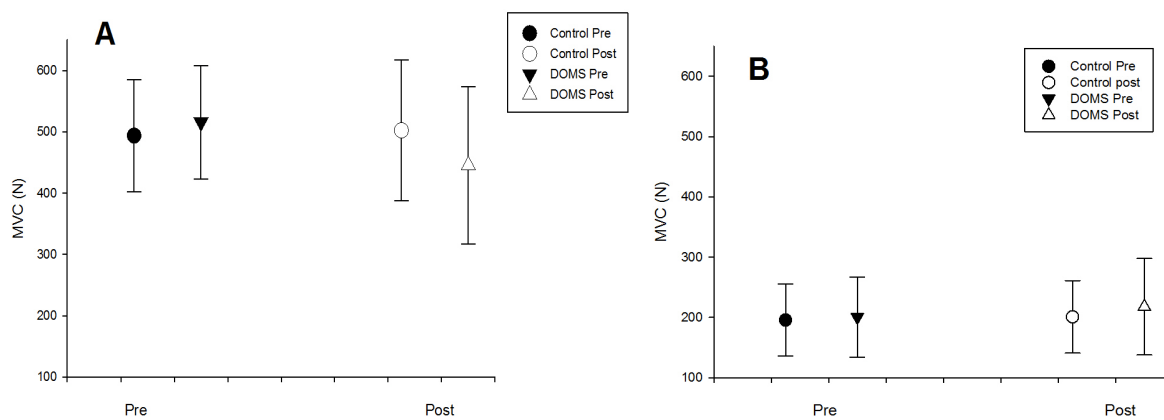 A
Control Pre
Control Post
DOMS Pre
DOMS Post
600
500
400
300
200
100
MVC (N)
Pre
Post
B
Control Pre
Control post
DOMS Pre
DOMS Post
600
500
400
300
200
100
MVC (N)
Pre
Post